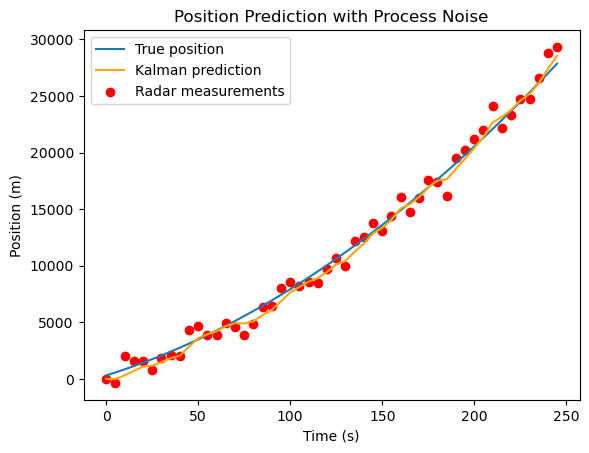 Position Prediction with Process Noise
True position
Kalman prediction
Radar measurements
Position (m)
30000
25000
20000
15000
10000
5000
0
0 50 100 150 200 250
Time (s)